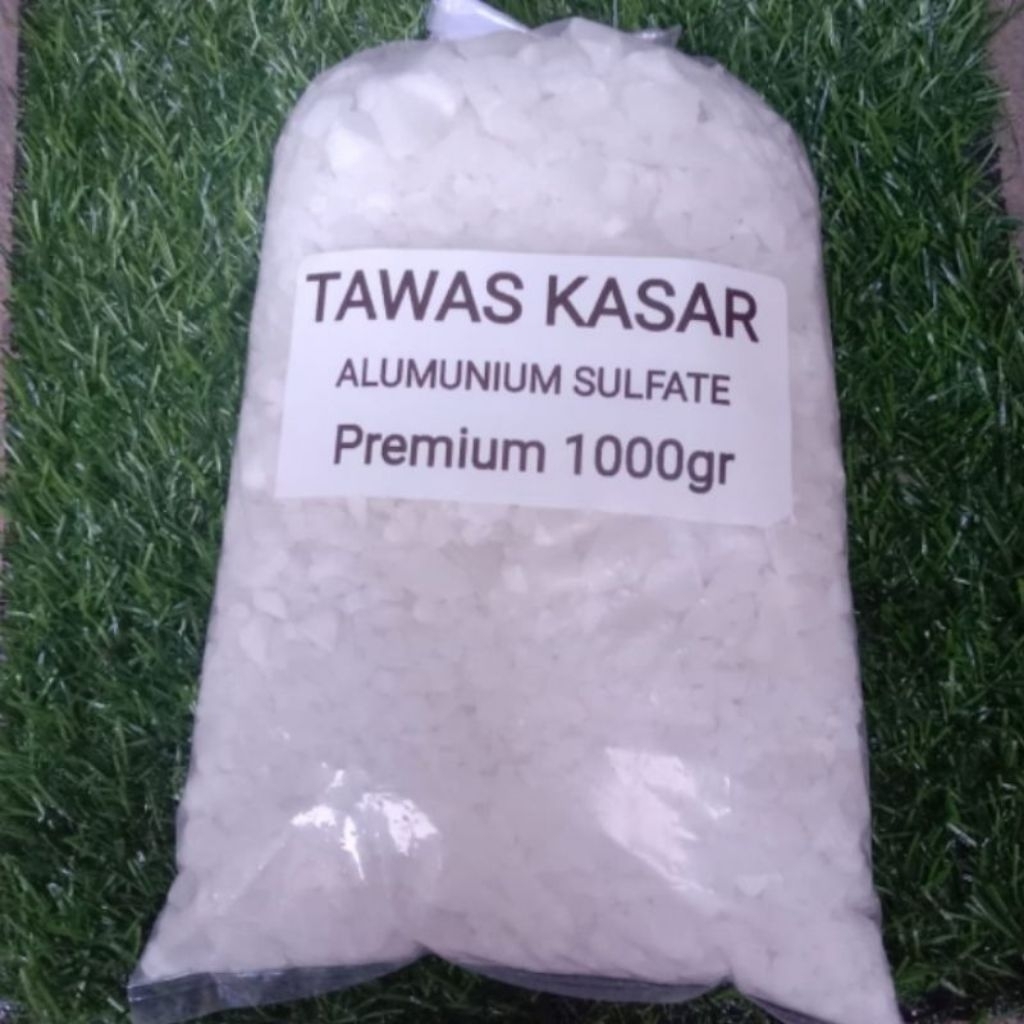 TAWAS KASAR
ALUMUNIUM SULFATE
Premium 1000gr